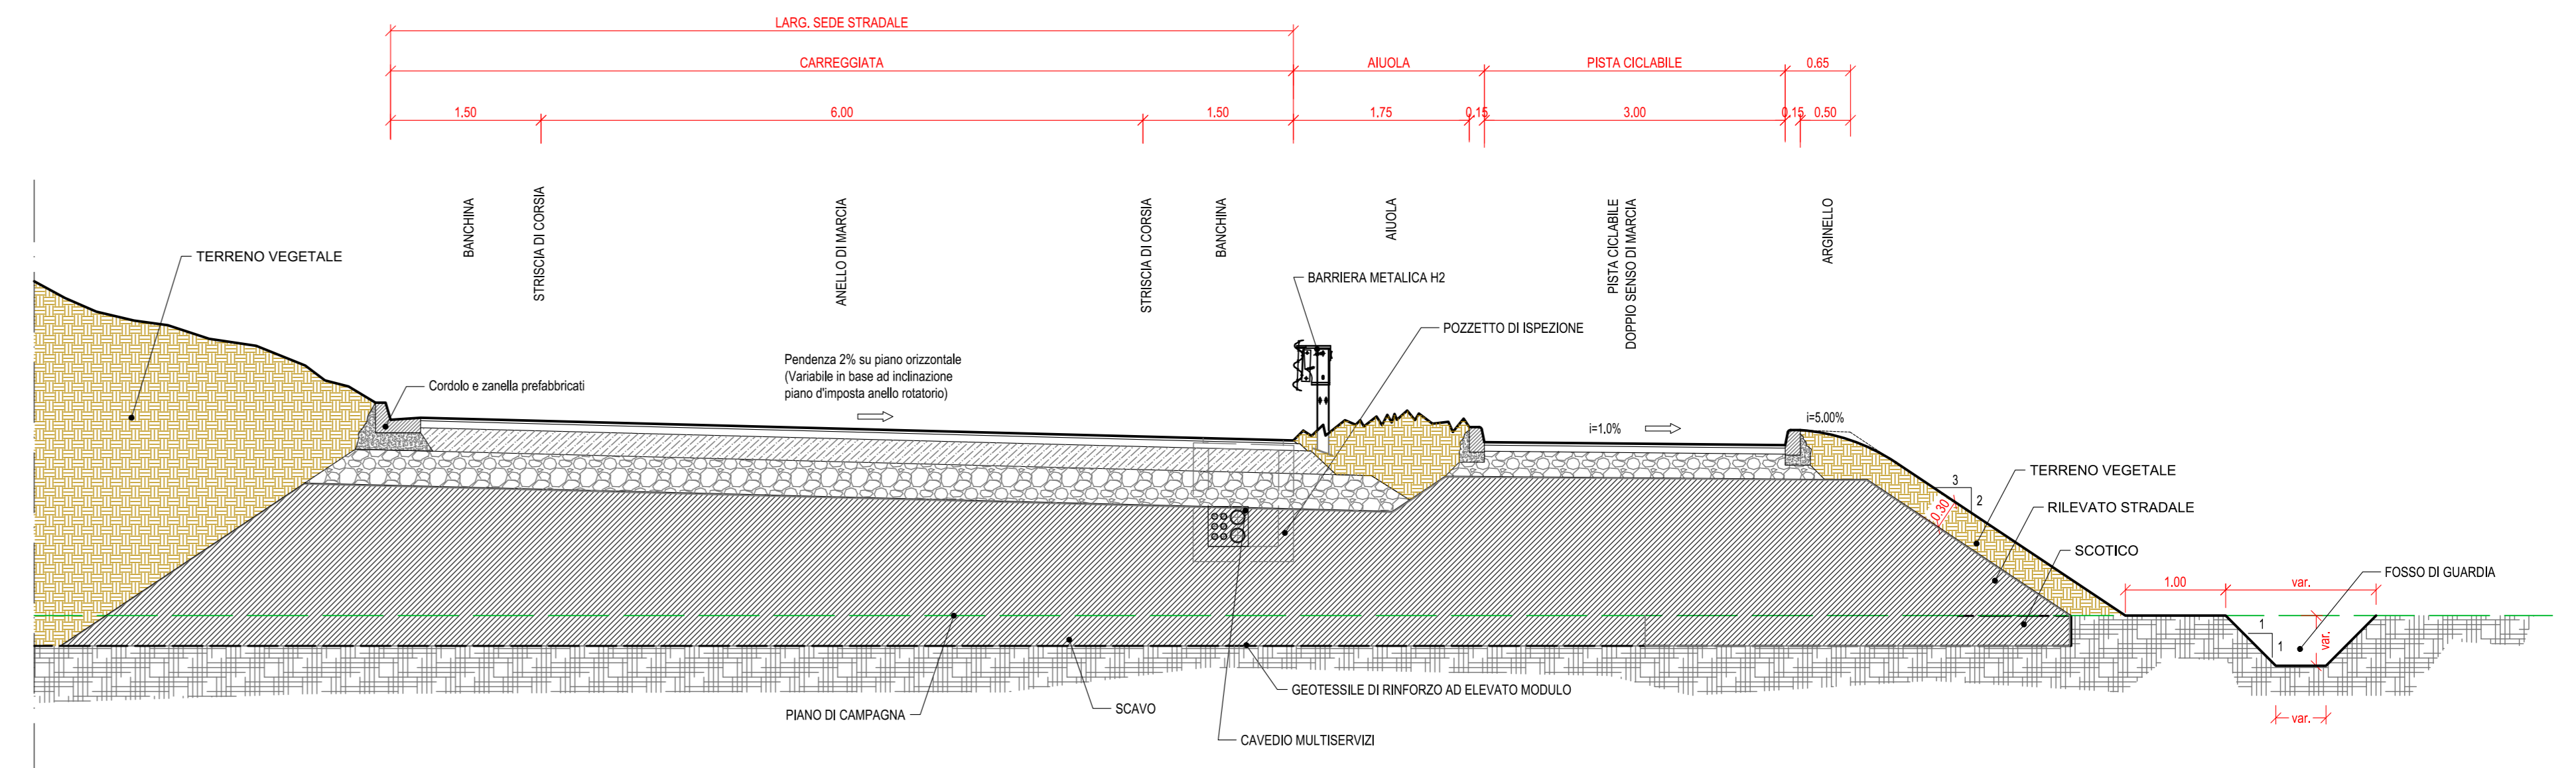 LARG. SEDE STRADALE
CARREGGIATA
AIUOLA
PISTA CICLABILE
0.65
1.50
6.00
1.50
1.75
0.15
3.00
0.15
0.50
BANCHINA
STRISCIA DI CORSIA
ANELLO DI MARCIA
STRISCIA DI CORSIA
BANCHINA
AIUOLA
PISTA CICLABILE
DOPPIO SENSO DI MARCIA
ARGINELLO
TERRENO VEGETALE
BARRIERA METALICA H2
POZZETTO DI ISPEZIONE
Pendenza 2% su piano orizzontale
(Variabile in base ad inclinazione
piano d'imposta anello rotatorio)
Cordolo e zanella prefabbricati
i=1,0%
i=5.00%
3
2
0.30
TERRENO VEGETALE
RILEVATO STRADALE
SCOTICO
1.00
var.
FOSSO DI GUARDIA
1
1
var.
var.
GEOTESSILE DI RINFORZO AD ELEVATO MODULO
SCAVO
PIANO DI CAMPAGNA
CAVEDIO MULTISERVIZI